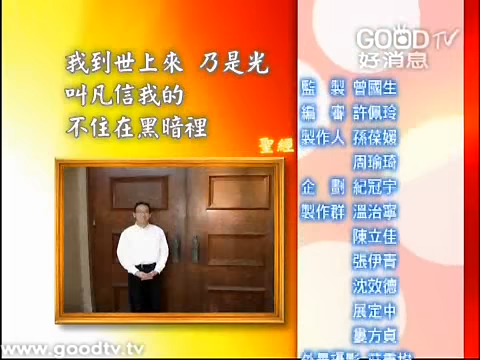 GOOD TV
好消息
我到世上來 乃是光
叫凡信我的
不住在黑暗裡
聖經
監 製 曾國生
編 審 許佩玲
製作人 孫葆媛
周瑜琦
企 劃 紀冠宇
製作群 溫治寧
陳立佳
張伊青
沈效德
展定中
婁方貞
www.goodtv.tv